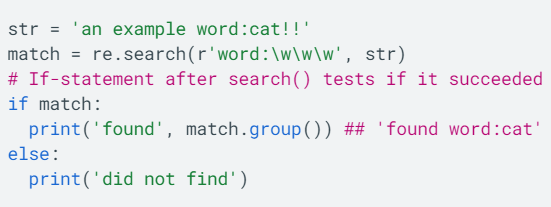 str = 'an example word:cat!!'
match = re.search(r'word:\w\w\w', str)
# If-statement after search() tests if it succeeded
if match:
  print('found', match.group()) ## 'found word:cat'
else:
  print('did not find')